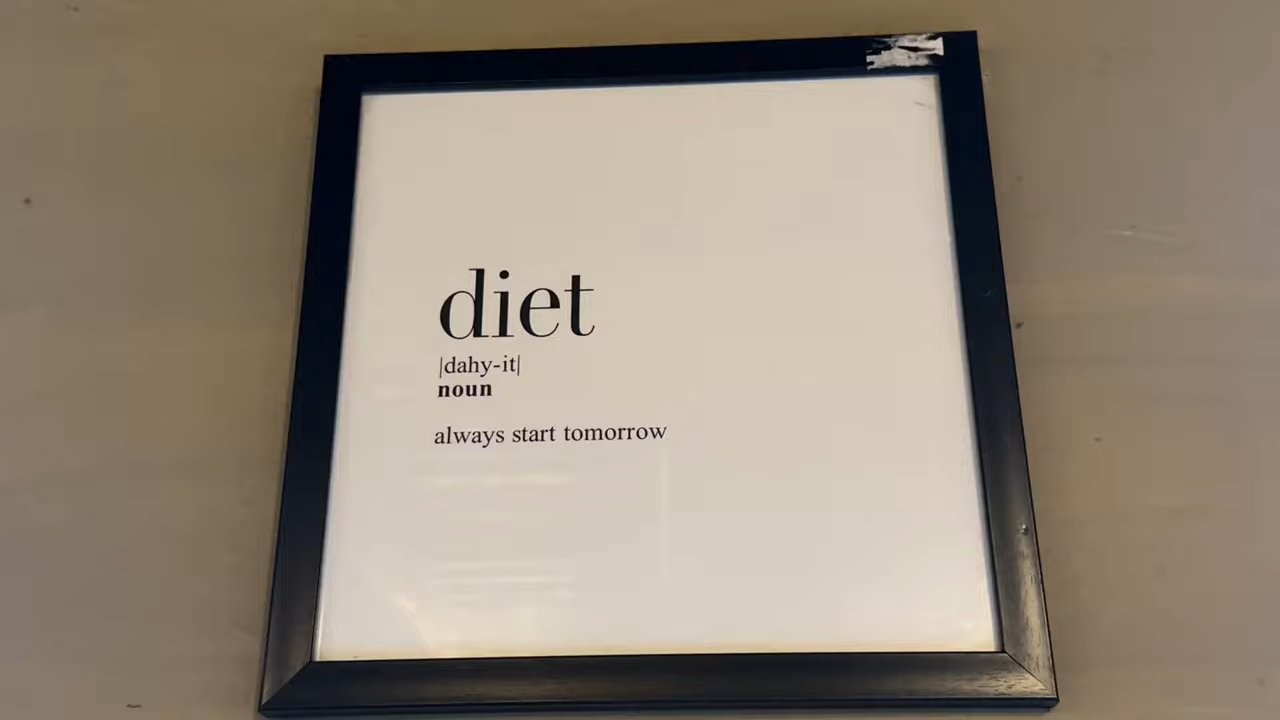 diet
|dahy-it|
noun
always start tomorrow